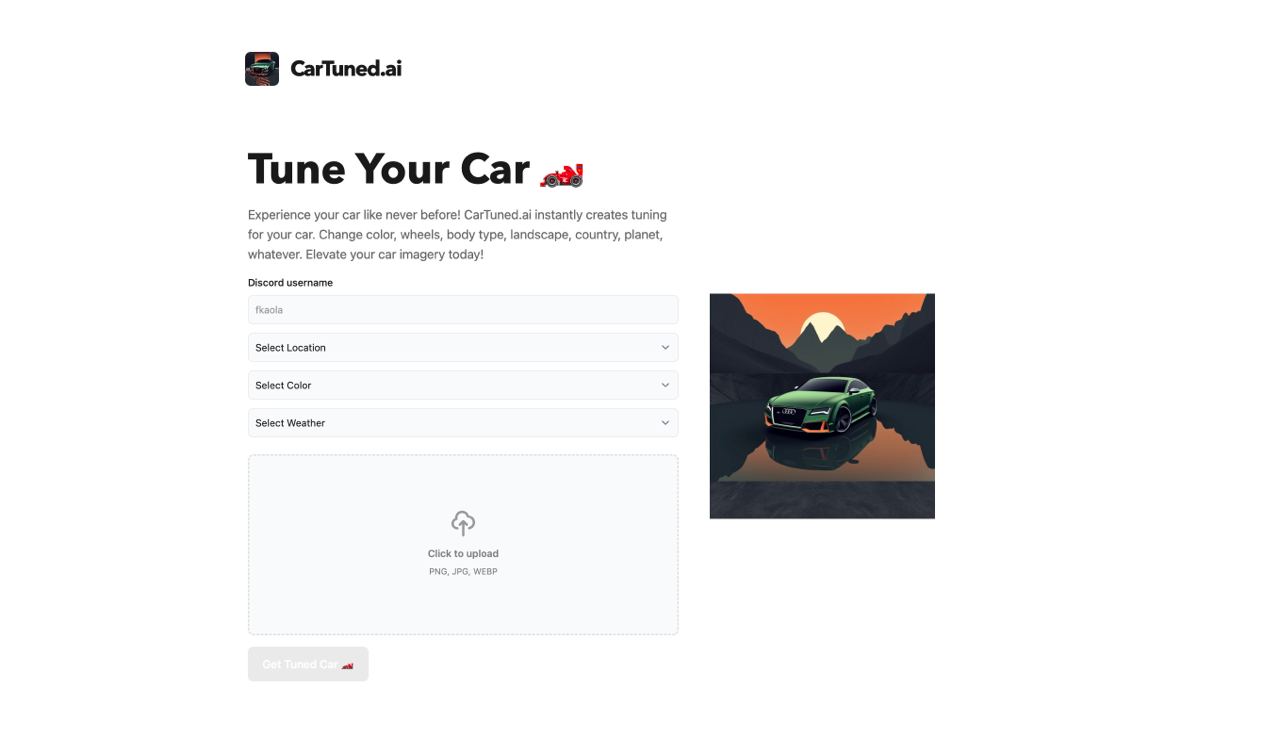 CarTuned.ai
Tune Your Car
Experience your car like never before! CarTuned.ai instantly creates tuning
for your car. Change color, wheels, body type, landscape, country, planet,
whatever. Elevate your car imagery today!
Discord username
fkaola
Select Location
Select Color
Select Weather
Click to upload
PNG, JPG, WEBP
Get Tuned Car